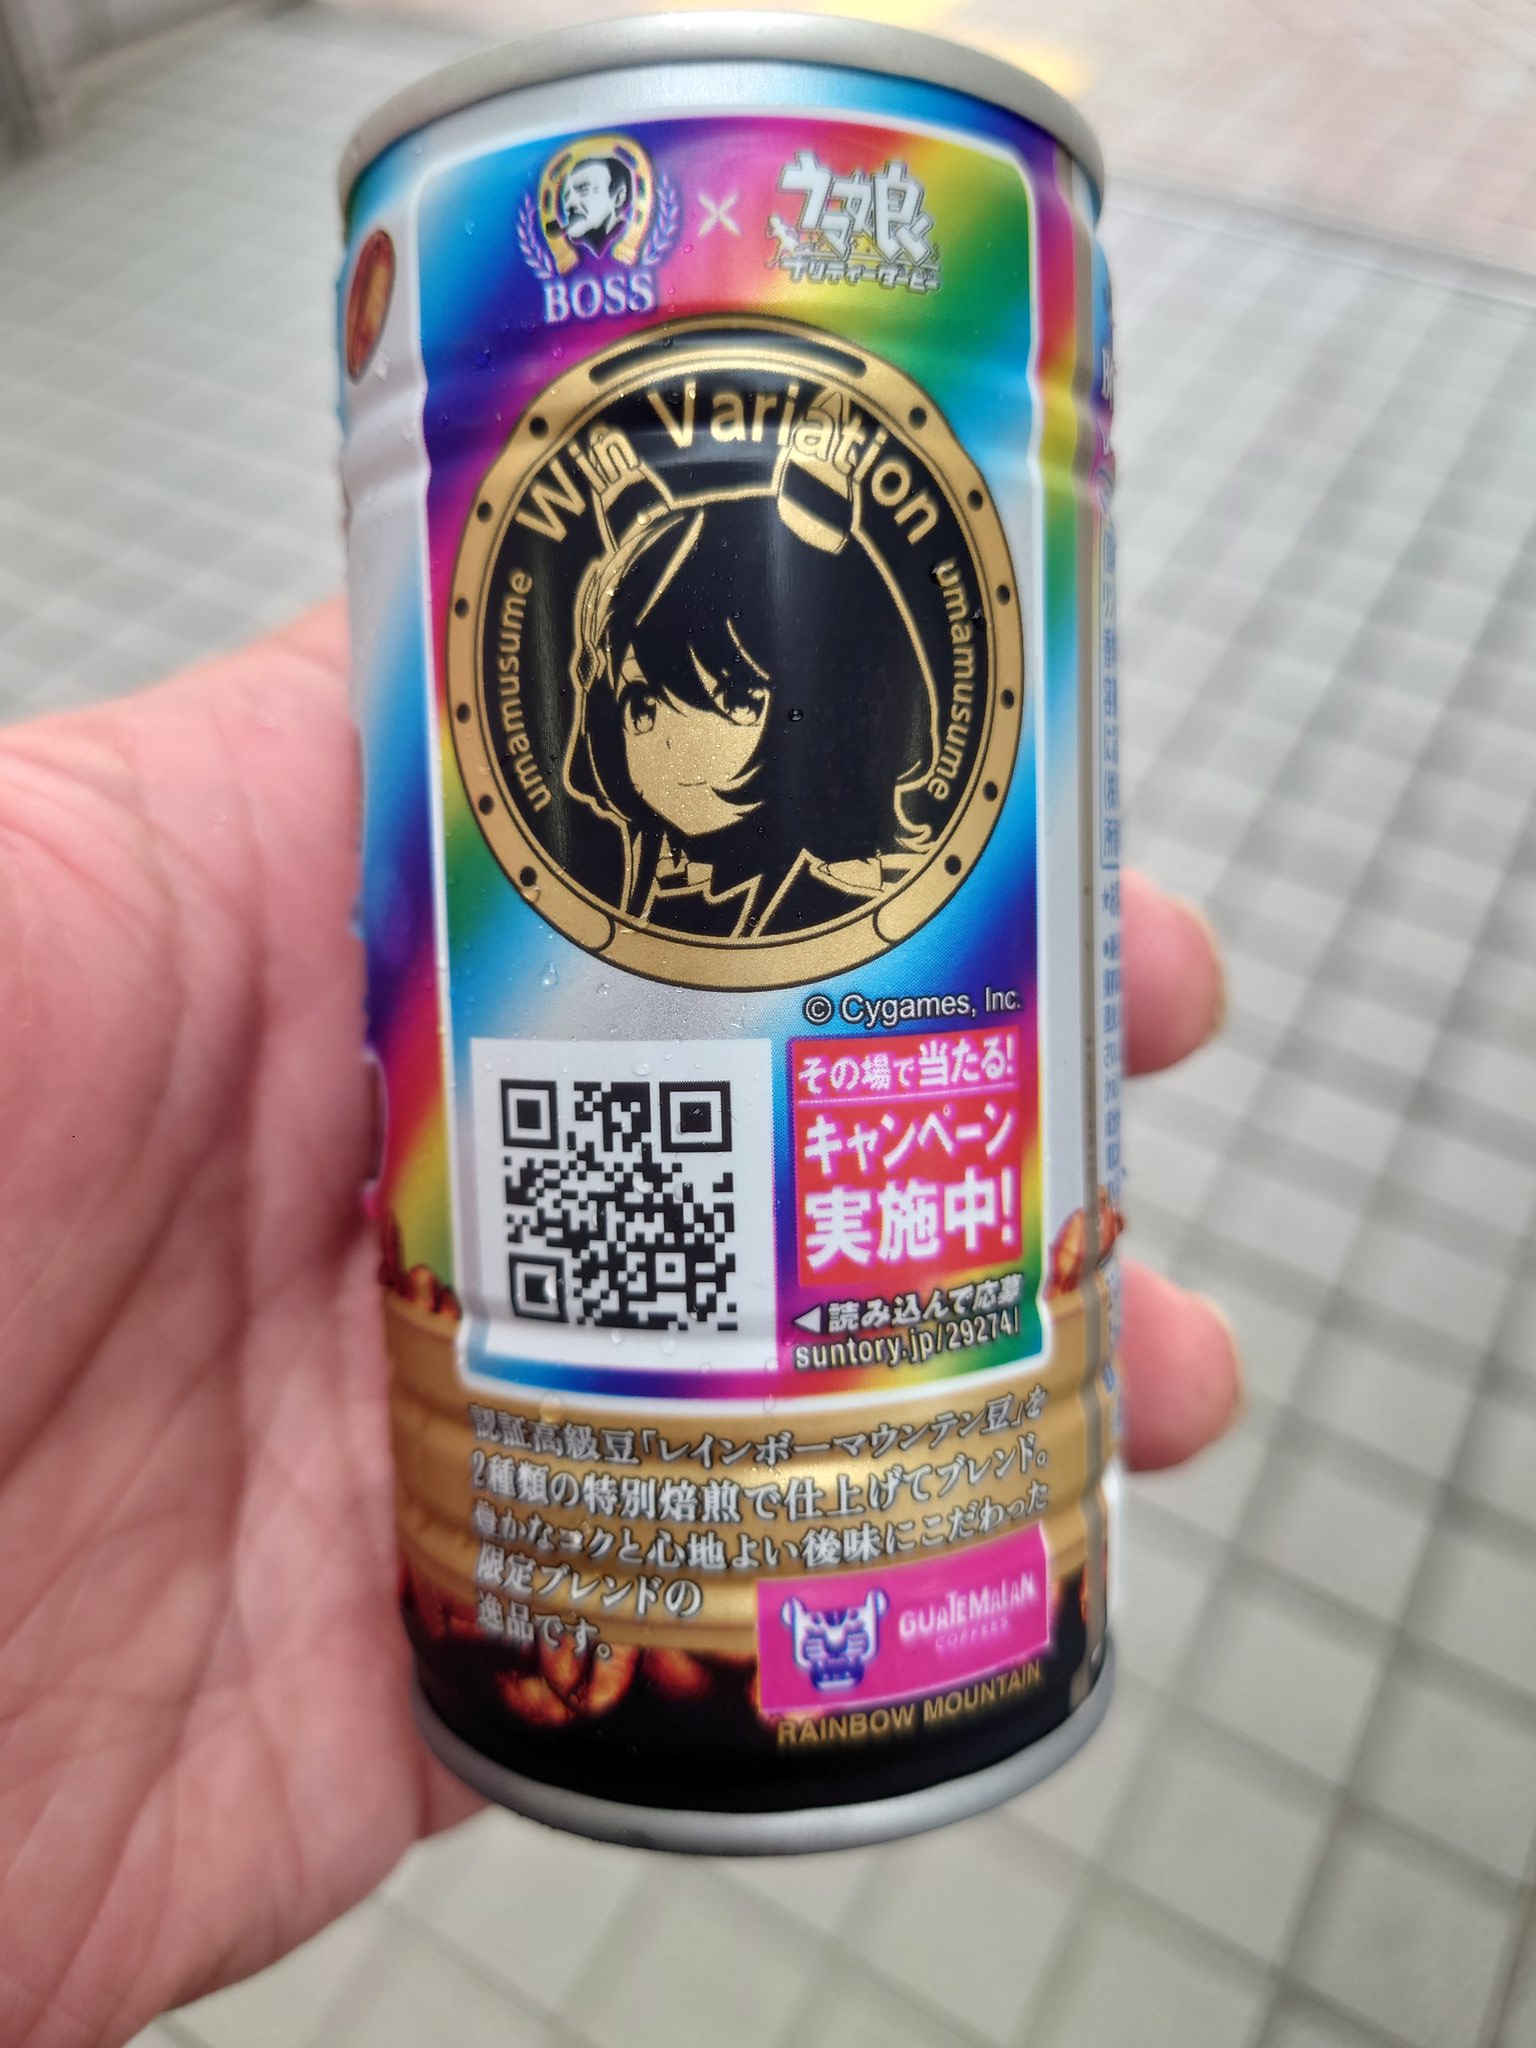 BOSS
×
ウマ娘
プリティーダービー
Win Variation
umamusume
umamusume
© Cygames, Inc.
その場で当たる!
キャンペーン
実施中!
◀読み込んで応募
suntory.jp/29274/
認証高級豆「レインボーマウンテン豆」を
2種類の特別焙煎で仕上げてブレンド。
豊かなコクと心地よい後味にこだわった
限定ブレンドの
逸品です。
GUATEMALAN
COFFEES
RAINBOW MOUNTAIN